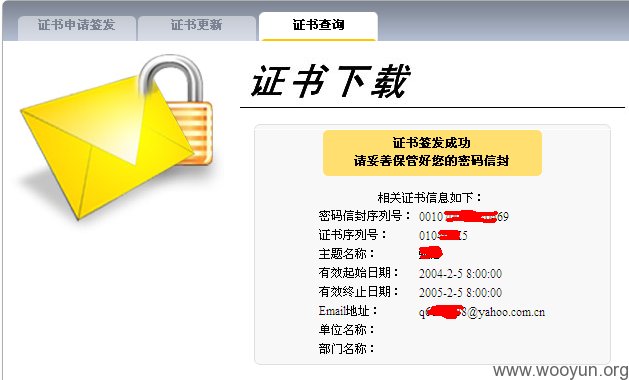 证书申请签发 证书更新 证书查询
证书下载
证书签发成功
请妥善保管好您的密码信封
相关证书信息如下：
密码信封序列号： 0010 69
证书序列号： 010 5
主题名称：
有效起始日期： 2004-2-5 8:00:00
有效终止日期： 2005-2-5 8:00:00
Email地址： q6 8@yahoo.com.cn
单位名称：
部门名称：
www.wooyun.org